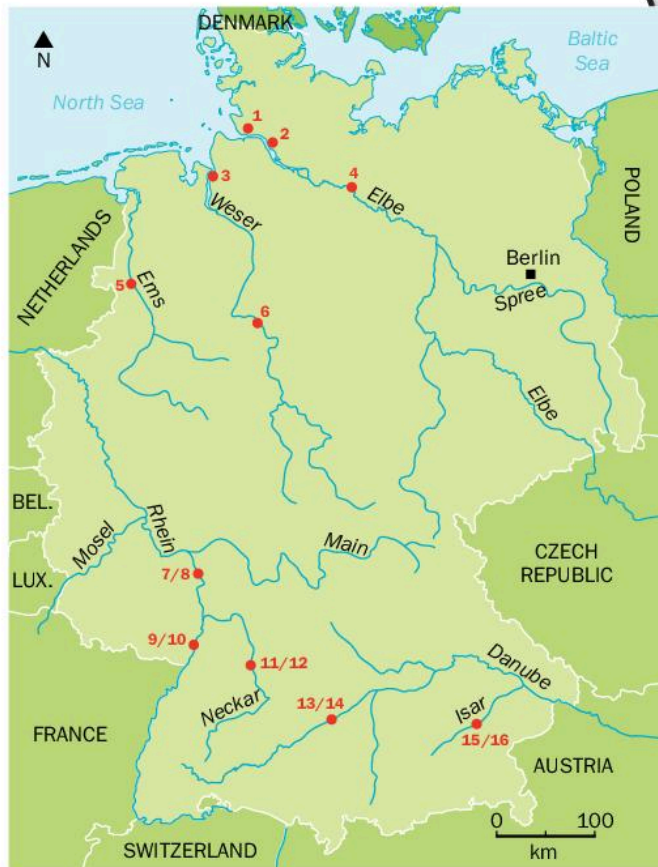 DENMARK
N
Baltic
Sea
North Sea
1
2
3
4
Elbe
Weser
POLAND
NETHERLANDS
Berlin
Ems
5
Spree
6
Elbe
BEL.
Rhein
Mosel
Main
CZECH
REPUBLIC
LUX.
7/8
9/10
11/12
Danube
Neckar
13/14
Isar
FRANCE
15/16
AUSTRIA
0 100
km
SWITZERLAND